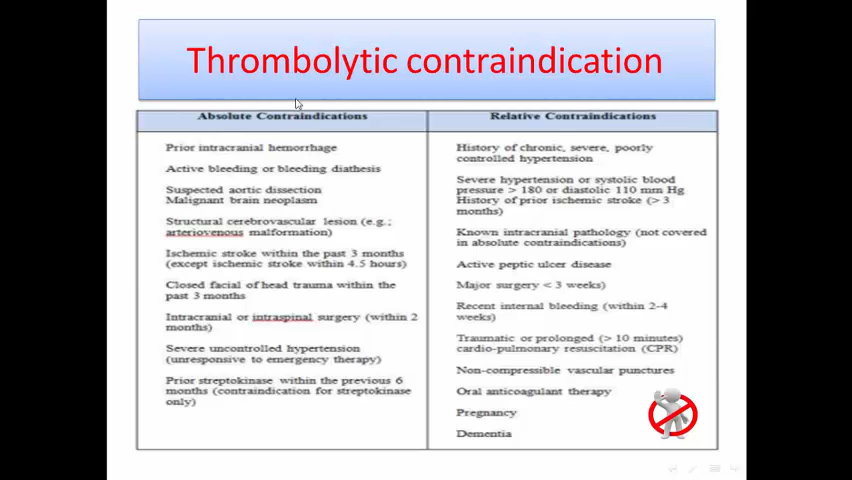 Thrombolytic contraindication
Absolute Contraindications
Prior intracranial hemorrhage
Active bleeding or bleeding diathesis
Suspected aortic dissection
Malignant brain neoplasm
Structural cerebrovascular lesion (e.g.;
arteriovenous malformation)
Ischemic stroke within the past 3 months
(except ischemic stroke within 4.5 hours)
Closed facial of head trauma within the
past 3 months
Intracranial or intraspinal surgery (within 2
months)
Severe uncontrolled hypertension
(unresponsive to emergency therapy)
Prior streptokinase within the previous 6
months (contraindication for streptokinase
only)
Relative Contraindications
History of chronic, severe, poorly
controlled hypertension
Severe hypertension or systolic blood
pressure > 180 or diastolic 110 mm Hg
History of prior ischemic stroke (> 3
months)
Known intracranial pathology (not covered
in absolute contraindications)
Active peptic ulcer disease
Major surgery < 3 weeks)
Recent internal bleeding (within 2-4
weeks)
Traumatic or prolonged (> 10 minutes)
cardio-pulmonary resuscitation (CPR)
Non-compressible vascular punctures
Oral anticoagulant therapy
Pregnancy
Dementia